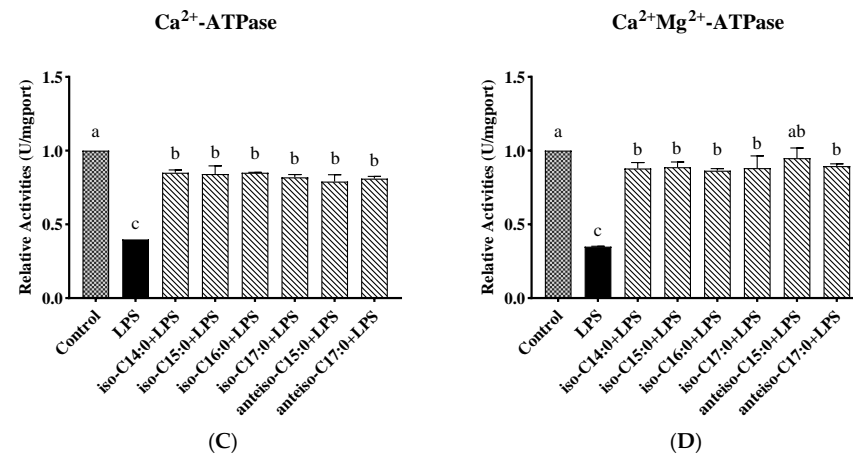 Ca²⁺-ATPase
Relative Activities (U/mgport)
1.5
1.0
0.5
0.0
a
c
b
b
b
b
b
b
Control
LPS
iso-C14:0+LPS
iso-C15:0+LPS
iso-C16:0+LPS
iso-C17:0+LPS
anteiso-C15:0+LPS
anteiso-C17:0+LPS
(C)
Ca²⁺Mg²⁺-ATPase
Relative Activities (U/mgport)
1.5
1.0
0.5
0.0
a
c
b
b
b
b
ab
b
Control
LPS
iso-C14:0+LPS
iso-C15:0+LPS
iso-C16:0+LPS
iso-C17:0+LPS
anteiso-C15:0+LPS
anteiso-C17:0+LPS
(D)